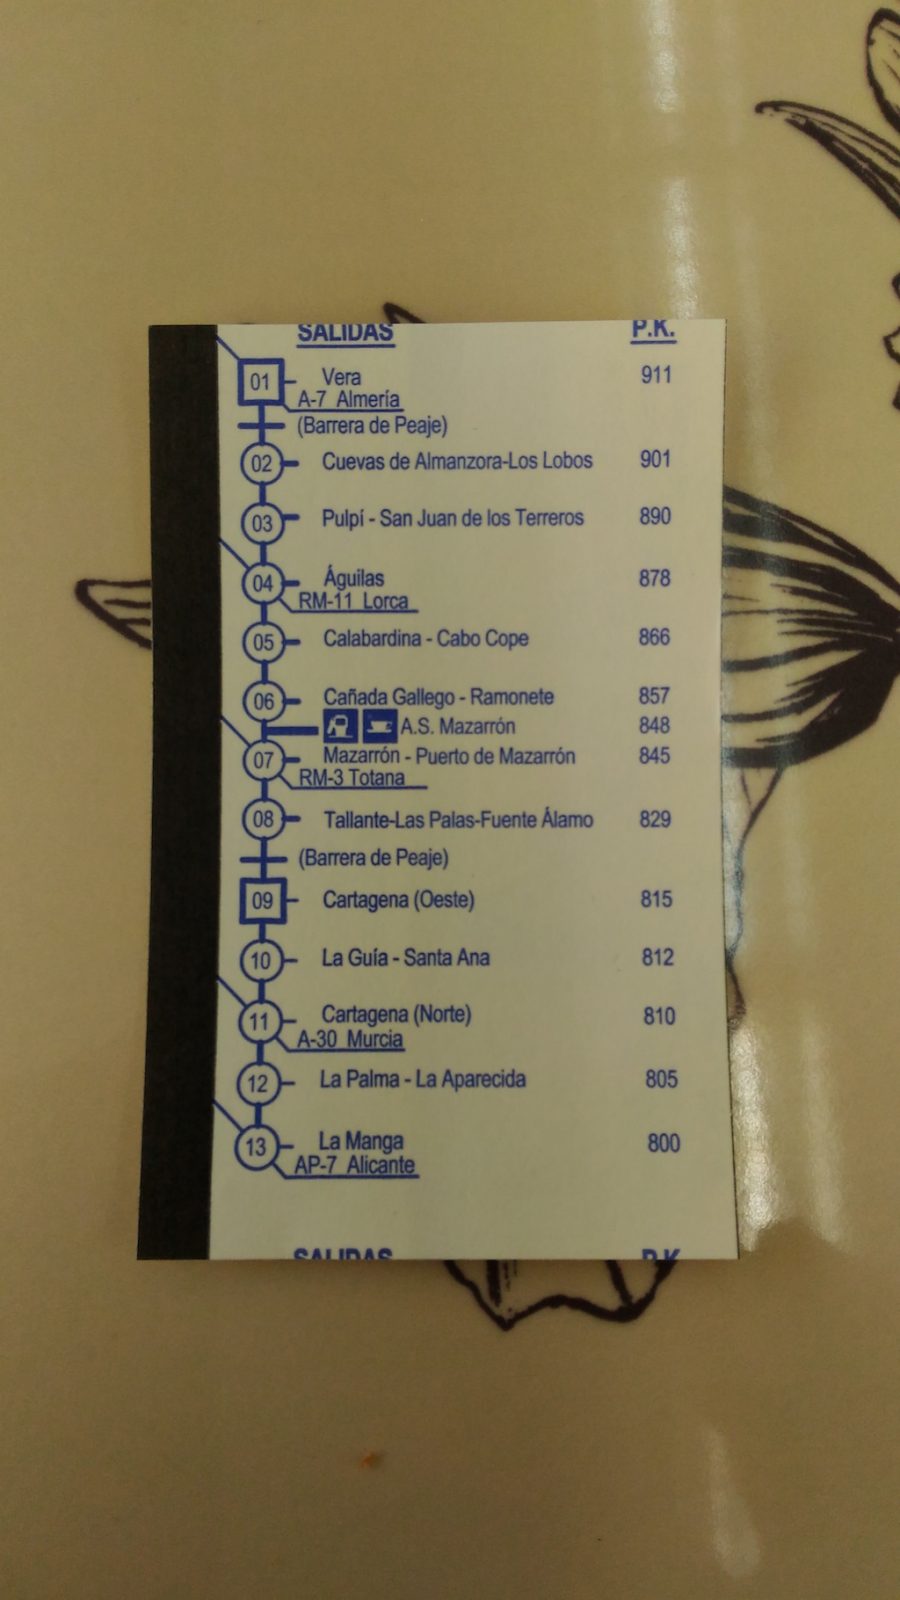 SALIDAS P.K.
01 Vera 911
A-7 Almería
(Barrera de Peaje)
02 Cuevas de Almanzora-Los Lobos 901
03 Pulpí - San Juan de los Terreros 890
04 Águilas 878
RM-11 Lorca
05 Calabardina - Cabo Cope 866
06 Cañada Gallego - Ramonete 857
A.S. Mazarrón 848
07 Mazarrón - Puerto de Mazarrón 845
RM-3 Totana
08 Tallante-Las Palas-Fuente Álamo 829
(Barrera de Peaje)
09 Cartagena (Oeste) 815
10 La Guía - Santa Ana 812
11 Cartagena (Norte) 810
A-30 Murcia
12 La Palma - La Aparecida 805
13 La Manga 800
AP-7 Alicante
SALIDAS P.K